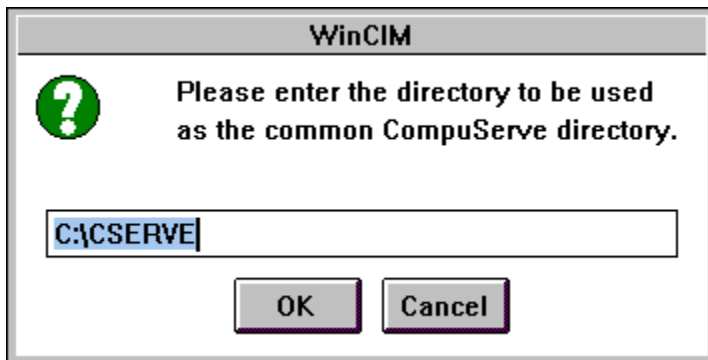 WinCIM
Please enter the directory to be used
as the common CompuServe directory.
C:\CSERVE
OK
Cancel